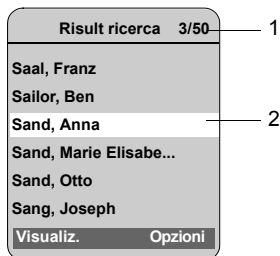 Risult ricerca 3/50 1
Saal, Franz
Sailor, Ben
Sand, Anna 2
Sand, Marie Elisabe...
Sand, Otto
Sang, Joseph
Visualiz. Opzioni